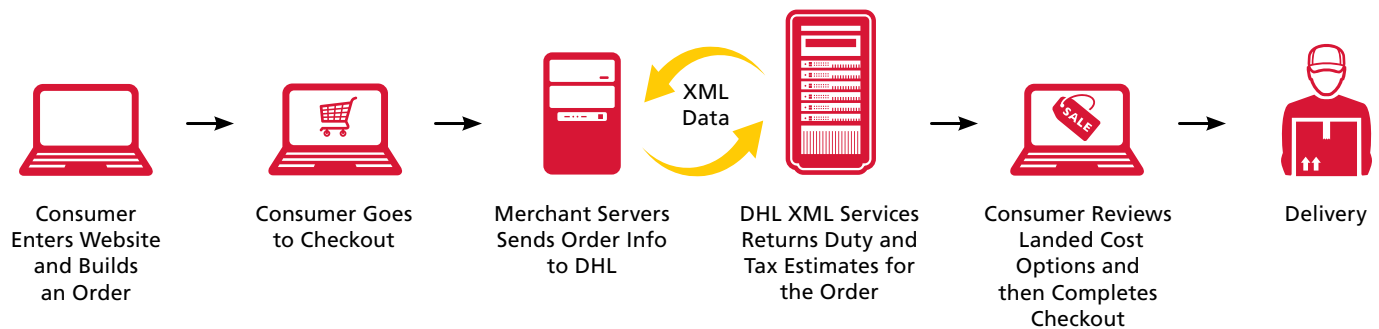 XML
Data
SALE
Consumer
Enters Website
and Builds
an Order
Consumer Goes
to Checkout
Merchant Servers
Sends Order Info
to DHL
DHL XML Services
Returns Duty and
Tax Estimates for
the Order
Consumer Reviews
Landed Cost
Options and
then Completes
Checkout
Delivery